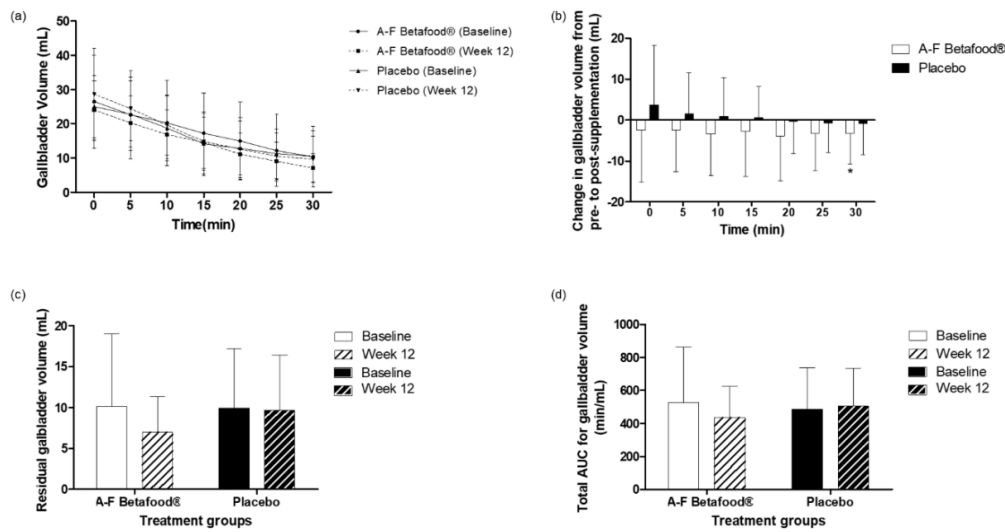 (a)
Gallbladder Volume (mL)
50
40
30
20
10
0
0 5 10 15 20 25 30
Time(min)
A-F Betafood® (Baseline)
A-F Betafood® (Week 12)
Placebo (Baseline)
Placebo (Week 12)
(b)
Change in gallbladder volume from
pre- to post-supplementation (mL)
20
10
0
-10
-20
*
0 5 10 15 20 25 30
Time (min)
A-F Betafood®
Placebo
(c)
Residual galbladder volume (mL)
20
15
10
5
0
A-F Betafood® Placebo
Treatment groups
Baseline
Week 12
Baseline
Week 12
(d)
Total AUC for gallbaldder volume
(min/mL)
1000
800
600
400
200
0
A-F Betafood® Placebo
Treatment groups
Baseline
Week 12
Baseline
Week 12